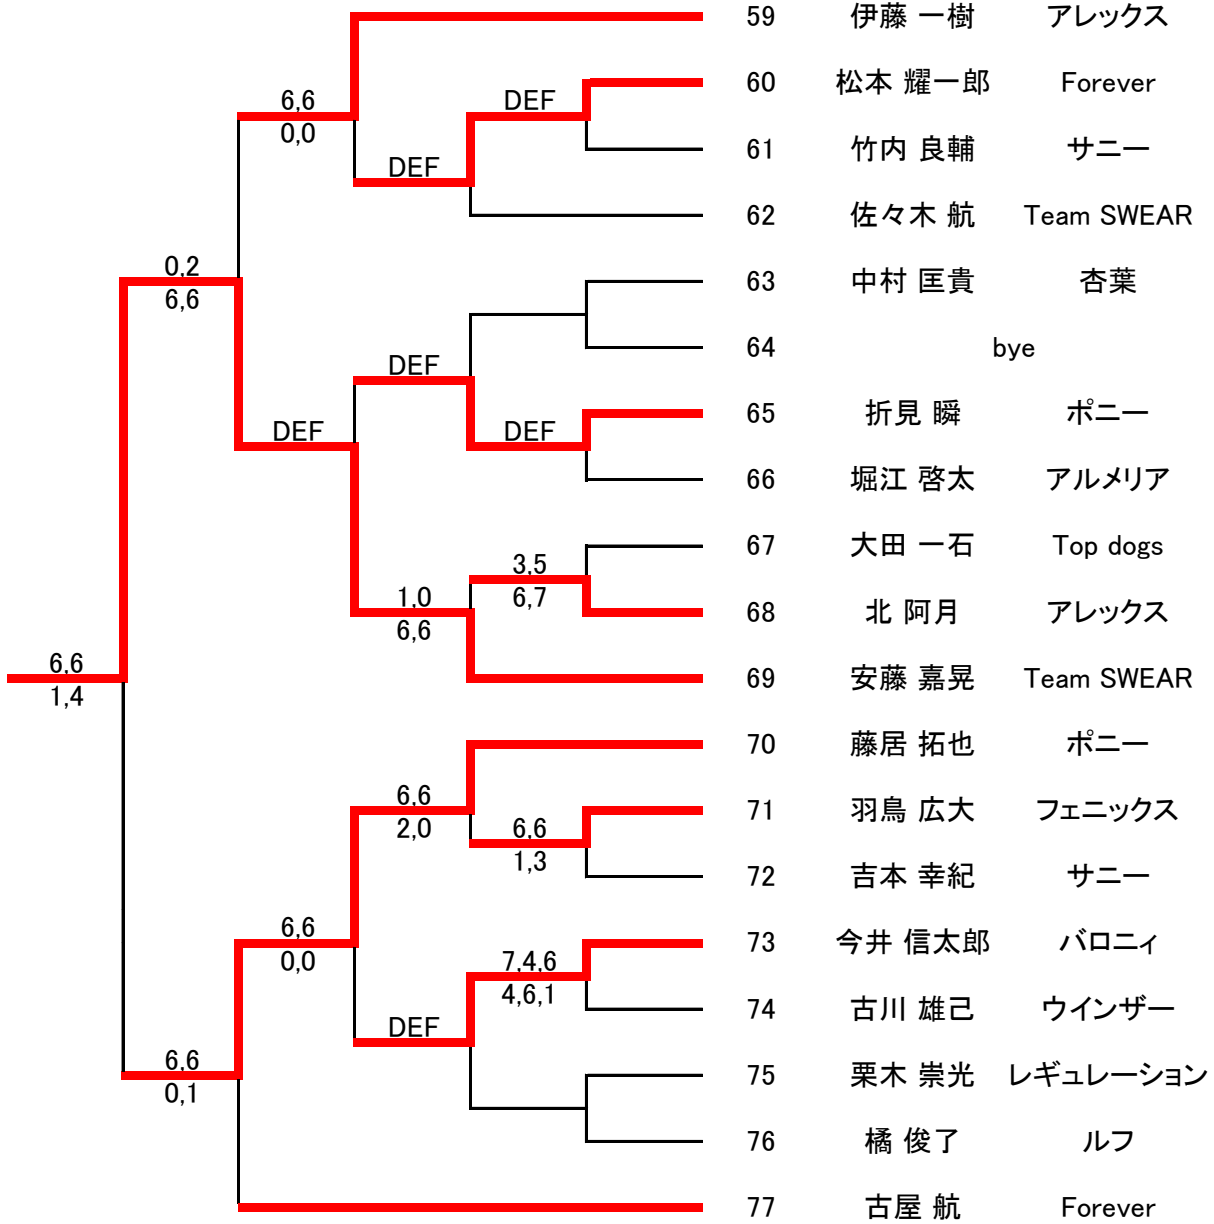 59 伊藤 一樹 アレックス
60 松本 耀一郎 Forever
6,6 DEF
0,0
61 竹内 良輔 サニー
DEF
62 佐々木 航 Team SWEAR
0,2
63 中村 匡貴 杏葉
6,6
64 bye
DEF
65 折見 瞬 ポニー
DEF DEF
66 堀江 啓太 アルメリア
67 大田 一石 Top dogs
3,5
1,0 6,7
68 北 阿月 アレックス
6,6
6,6
69 安藤 嘉晃 Team SWEAR
1,4
70 藤居 拓也 ポニー
6,6
71 羽鳥 広大 フェニックス
2,0 6,6
1,3
72 吉本 幸紀 サニー
6,6
73 今井 信太郎 バロニィ
0,0 7,4,6
4,6,1
74 古川 雄己 ウインザー
DEF
6,6
75 栗木 崇光 レギュレーション
0,1
76 橘 俊了 ルフ
77 古屋 航 Forever